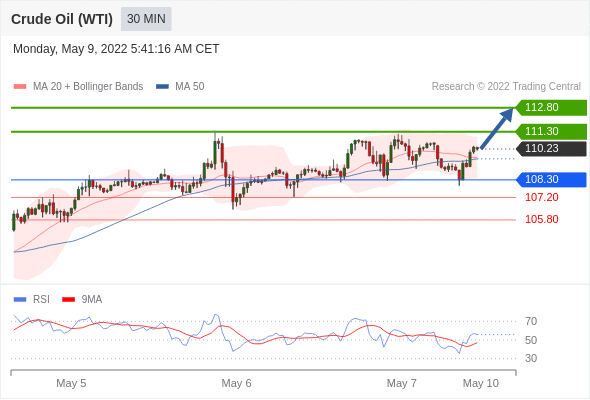 Crude Oil (WTI) 30 MIN
Monday, May 9, 2022 5:41:16 AM CET
MA 20 + Bollinger Bands MA 50 Research © 2022 Trading Central
112.80
111.30
110.23
108.30
107.20
105.80
RSI 9MA
70
50
30
May 5 May 6 May 7 May 10